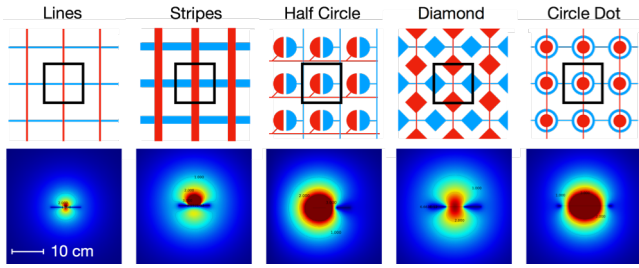 Lines
Stripes
Half Circle
Diamond
Circle Dot
10 cm